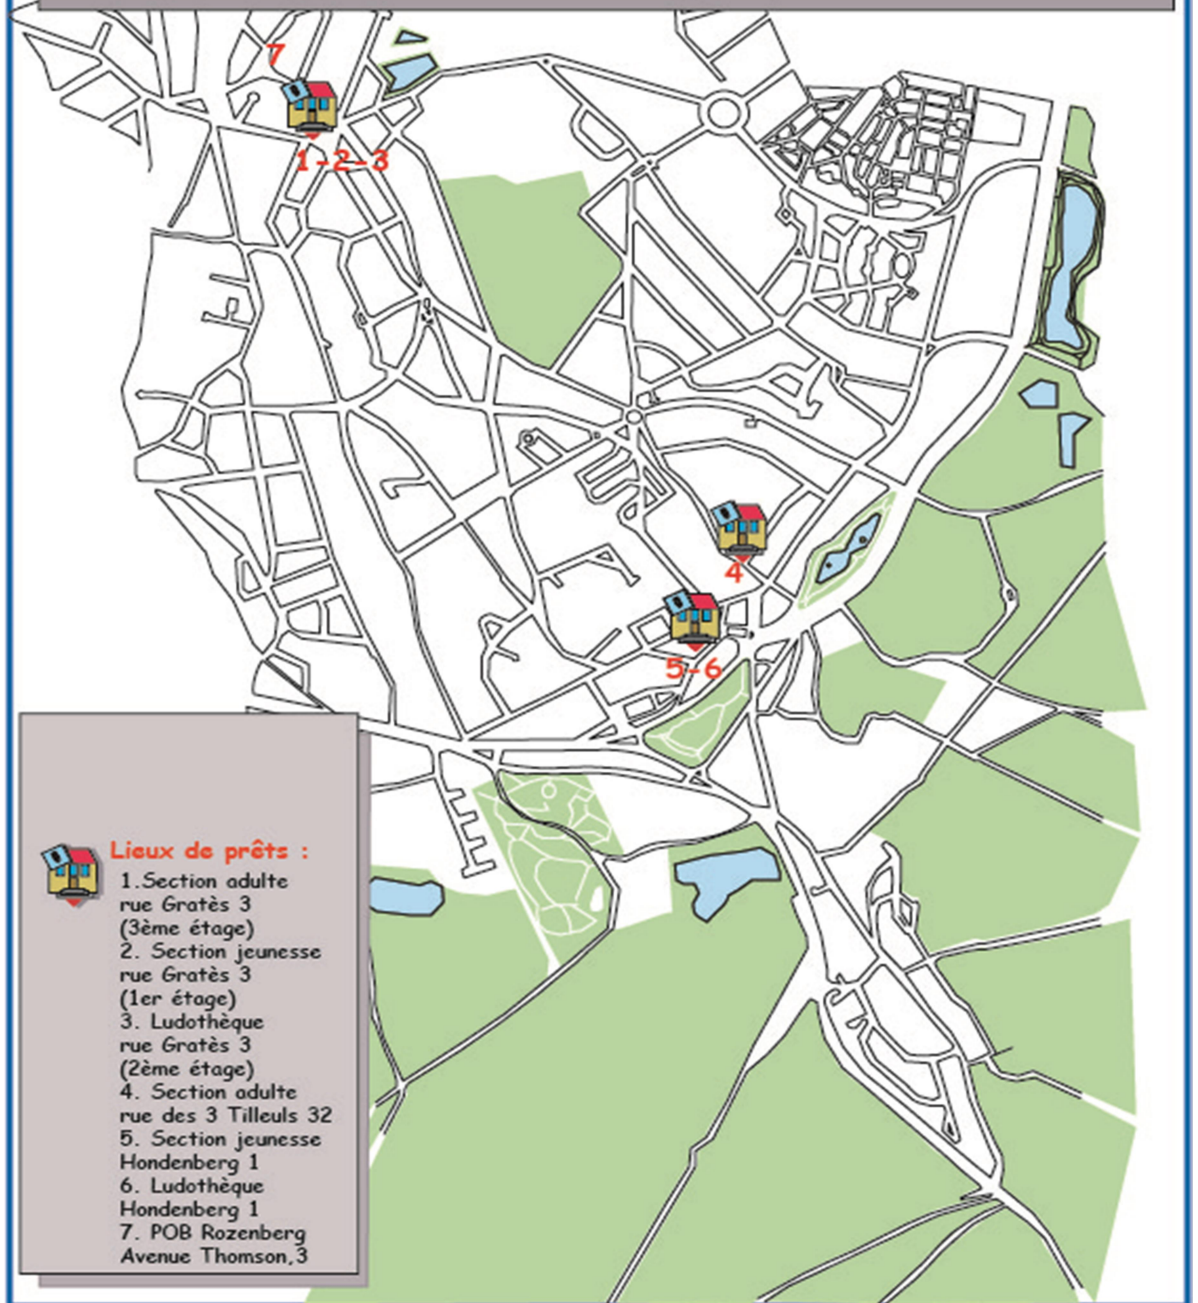 7
1-2-3
4
5-6
Lieux de prêts :
1.Section adulte
rue Gratès 3
(3ème étage)
2. Section jeunesse
rue Gratès 3
(1er étage)
3. Ludothèque
rue Gratès 3
(2ème étage)
4. Section adulte
rue des 3 Tilleuls 32
5. Section jeunesse
Hondenberg 1
6. Ludothèque
Hondenberg 1
7. POB Rozenberg
Avenue Thomson,3